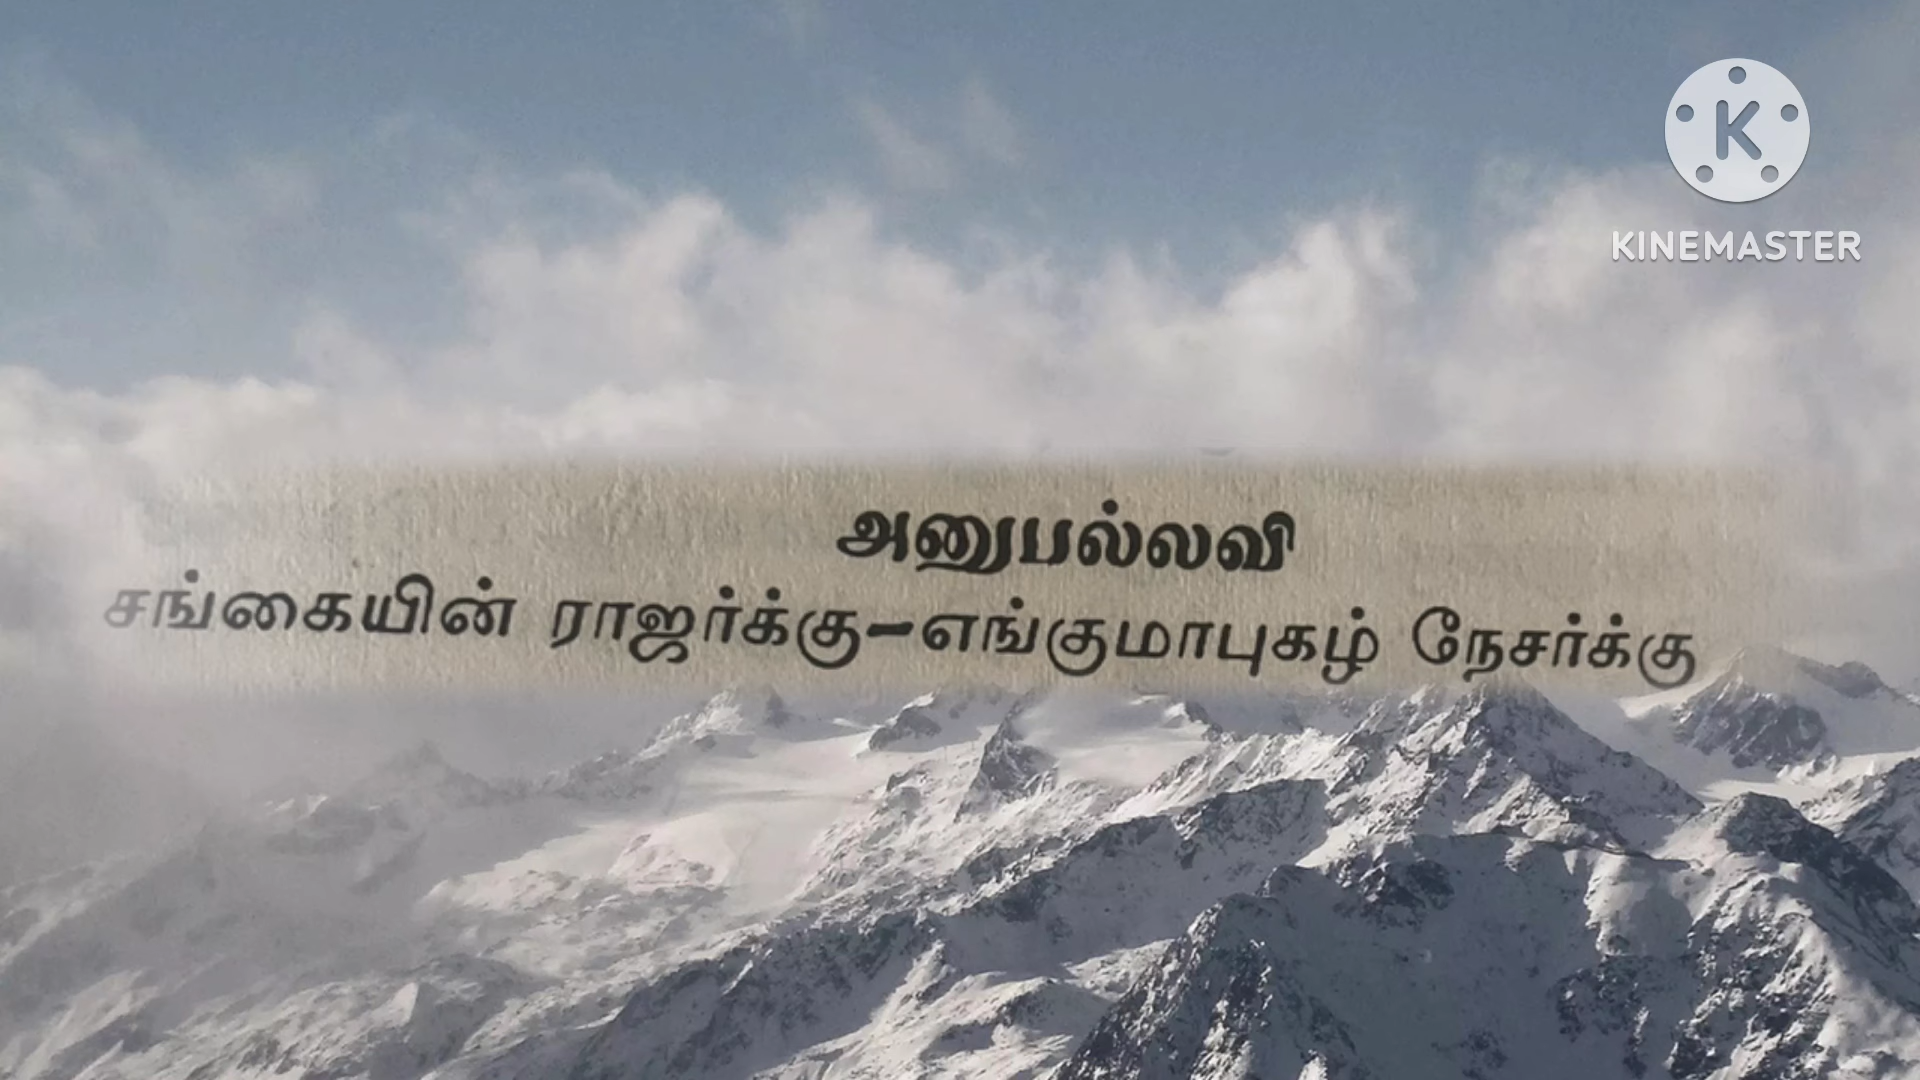 K
KINEMASTER
அனுபல்லவி
சங்கையின் ராஜர்க்கு-எங்குமாபுகழ் நேசர்க்கு